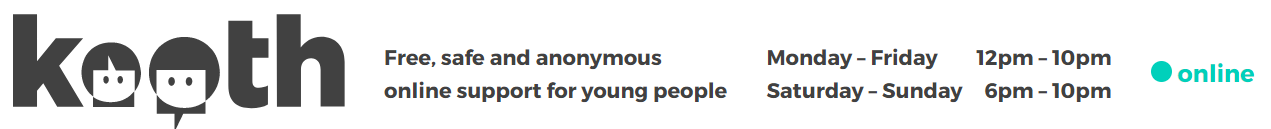 kooth
Free, safe and anonymous
online support for young people
Monday – Friday 12pm – 10pm
Saturday – Sunday 6pm – 10pm
online